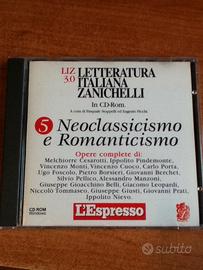 LIZ
3.0
LETTERATURA
ITALIANA
ZANICHELLI
In CD-Rom.
A cura di Pasquale Stoppelli ed Eugenio Picchi
5 Neoclassicismo
e Romanticismo
Opere complete di:
Melchiorre Cesarotti, Ippolito Pindemonte,
Vincenzo Monti, Vincenzo Cuoco, Carlo Porta,
Ugo Foscolo, Pietro Borsieri, Giovanni Berchet,
Silvio Pellico, Alessandro Manzoni,
Giuseppe Gioacchino Belli, Giacomo Leopardi,
Niccolò Tommaseo, Giuseppe Giusti, Giovanni Prati,
Ippolito Nievo.
CD-ROM
Windows
L'Espresso
subito